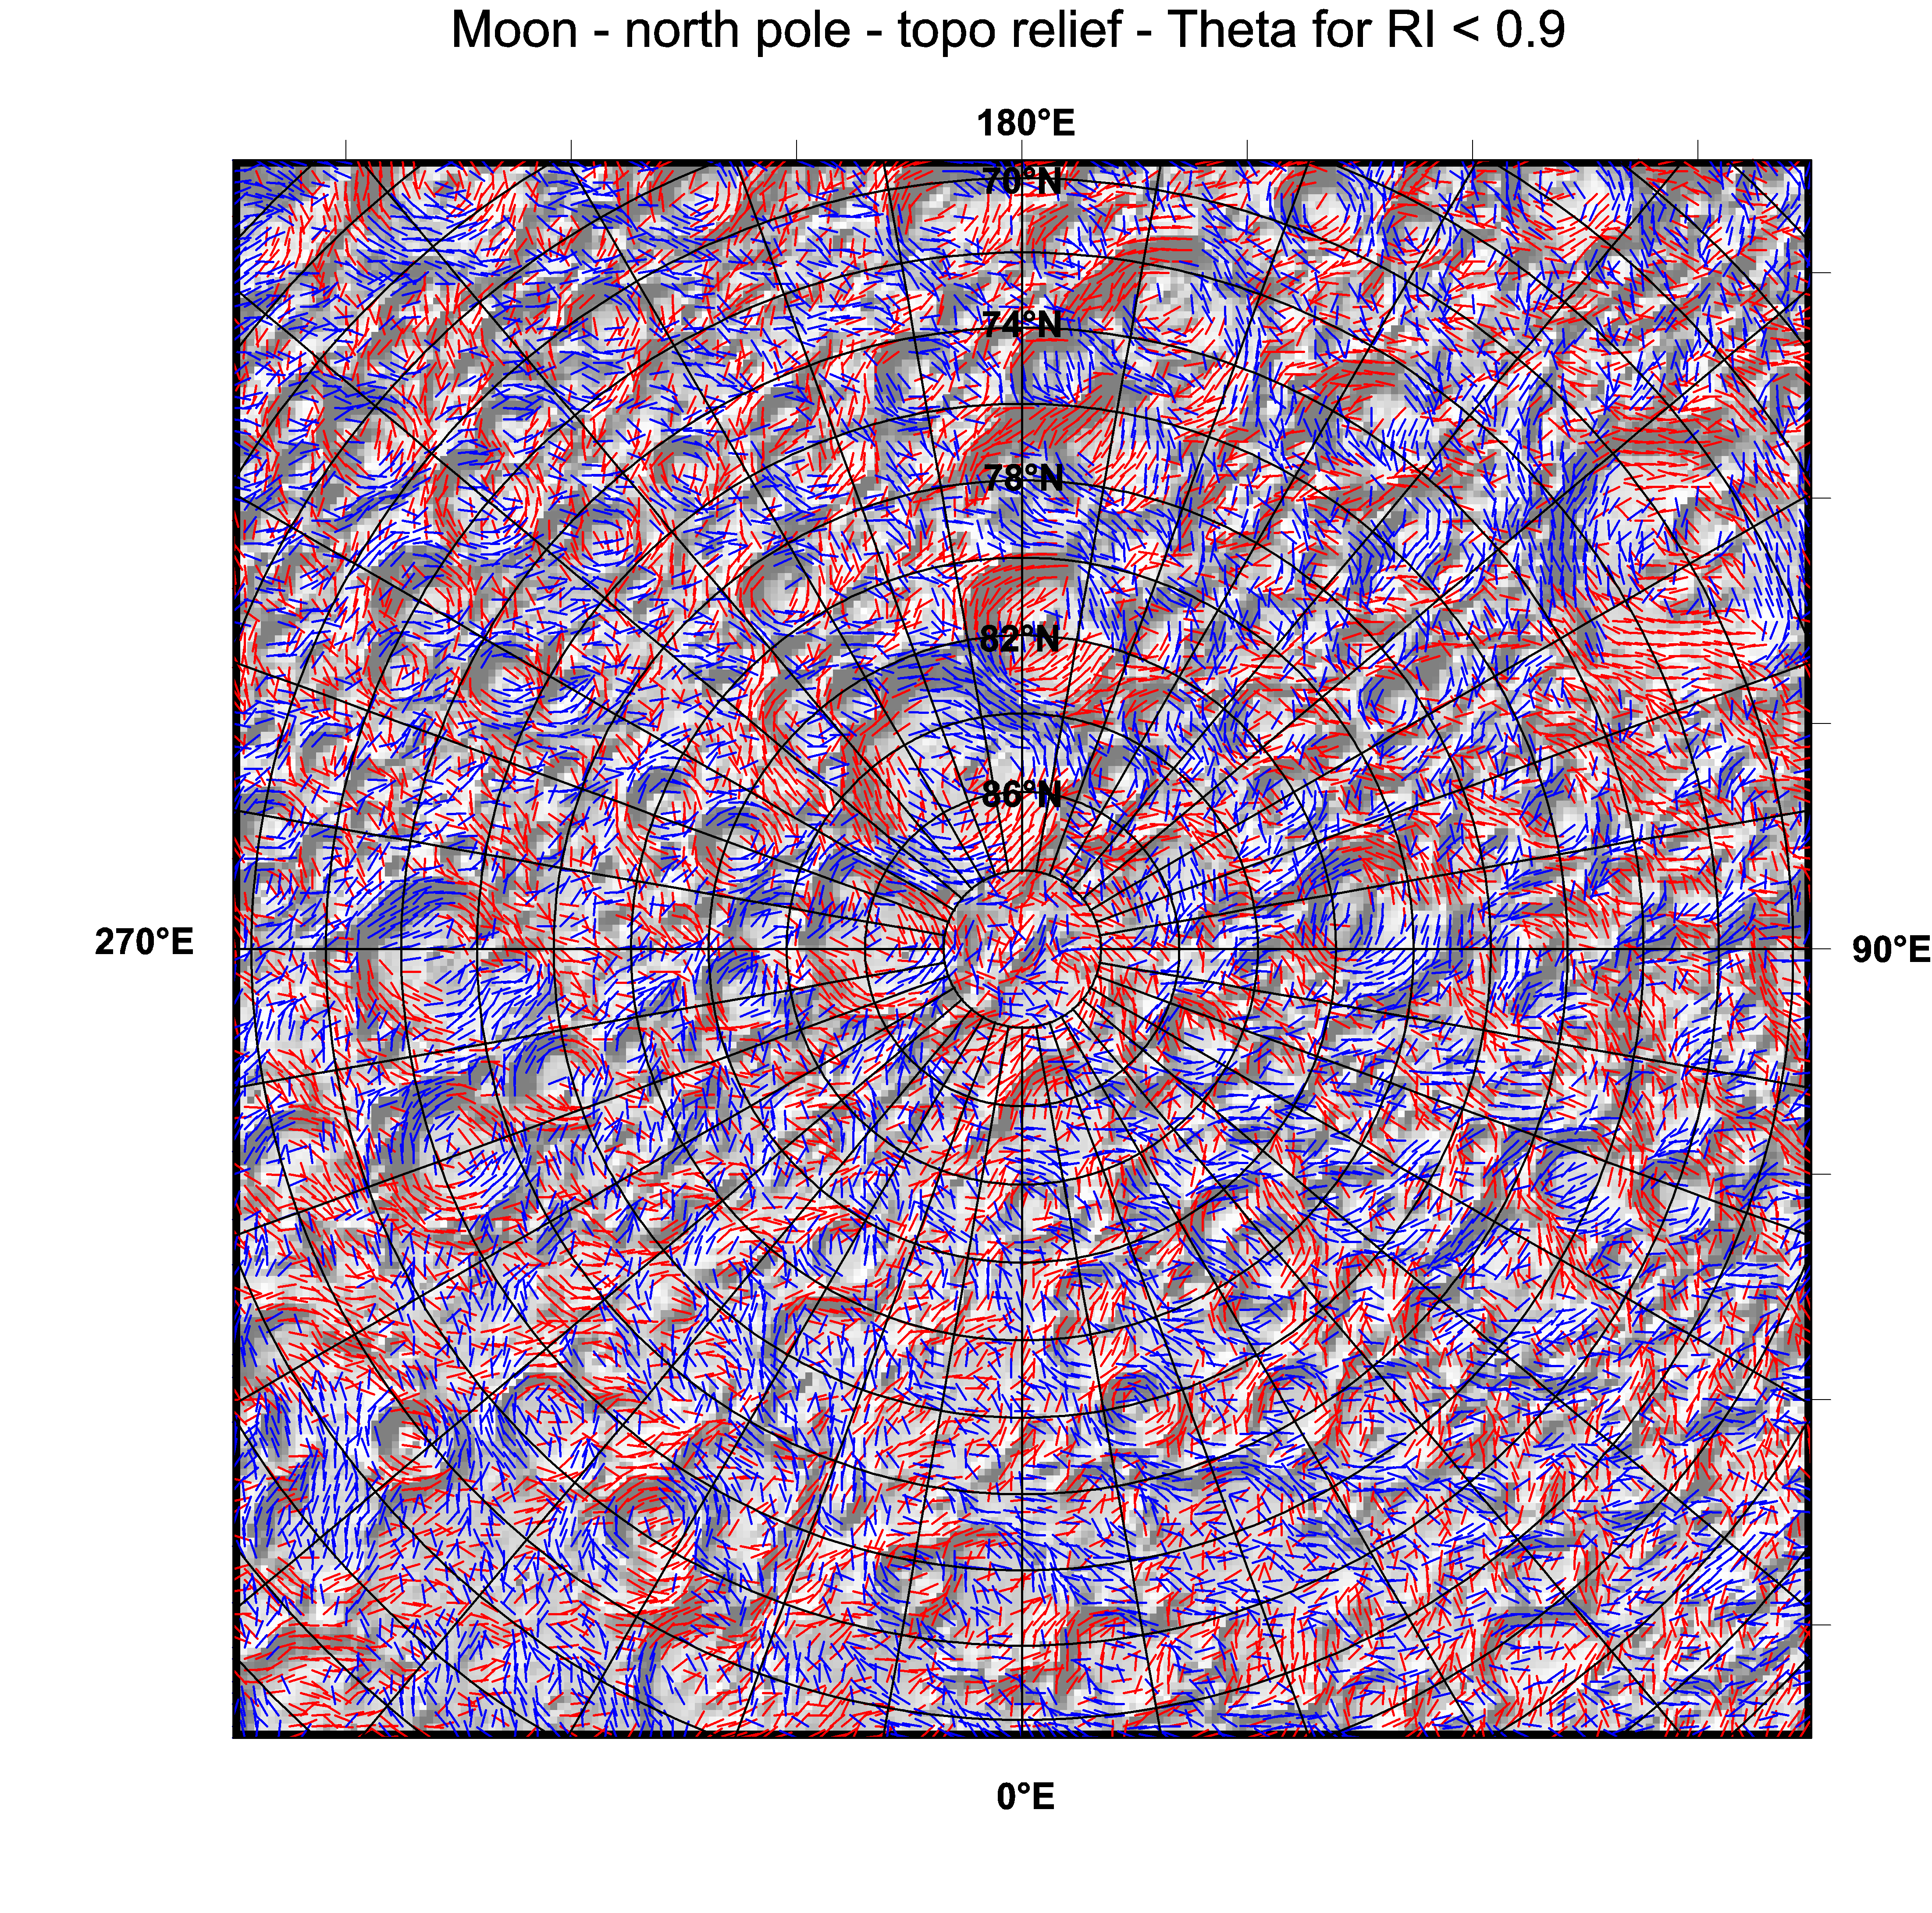 Moon - north pole - topo relief - Theta for RI < 0.9
180°E
70°N
74°N
78°N
82°N
86°N
270°E
90°E
0°E